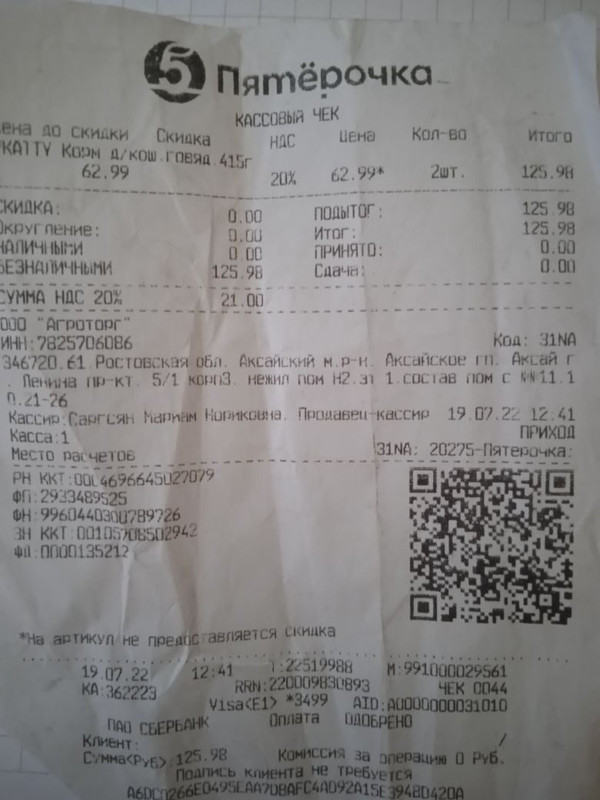 5 Пятёрочка
КАССОВЫЙ ЧЕК
ена до скидки Скидка НДС Цена Кол-во Итого
КАТТУ Корм д/кош.говяд.415г
62.99 20% 62.99* 2шт. 125.98
СКИДКА: 0.00 ПОДЫТОГ: 125.98
Округление: 0.00 Итог: 125.98
НАЛИЧНЫМИ 0.00 ПРИНЯТО: 0.00
БЕЗНАЛИЧНЫМИ 125.98 Сдача: 0.00
СУММА НДС 20% 21.00
ООО "Агроторг"
ИНН:7825706086 Код: 31NA
346720.61.Ростовская обл. Аксайский м.р-н. Аксайское гп. Аксай г
. Ленина пр-кт. 5/1 корп3. нежил пом Н2.эт 1.состав пом с №№11.1
0.21-26
Кассир:Саргсян Мариам Нориковна. Продавец-кассир 19.07.22 12:41
Касса:1 ПРИХОД
Место расчетов 31NA: 20275-Пятерочка:
РН ККТ:0004696645027079
ФП:2933489525
ФН:9960440300789726
ЗН ККТ:00105708502942
ФД:0000135212
*На артикул не предоставляется скидка
19.07.22 12:41 Т:22519988 М:991000029561
КА:362223 RRN:220009830893 ЧЕК 0044
Visa(E1) *3499 AID:A0000000031010
ПАО СБЕРБАНК Оплата ОДОБРЕНО
Клиент: /
Сумма(Руб):125.98 Комиссия за операцию 0 Руб.
Подпись клиента не требуется